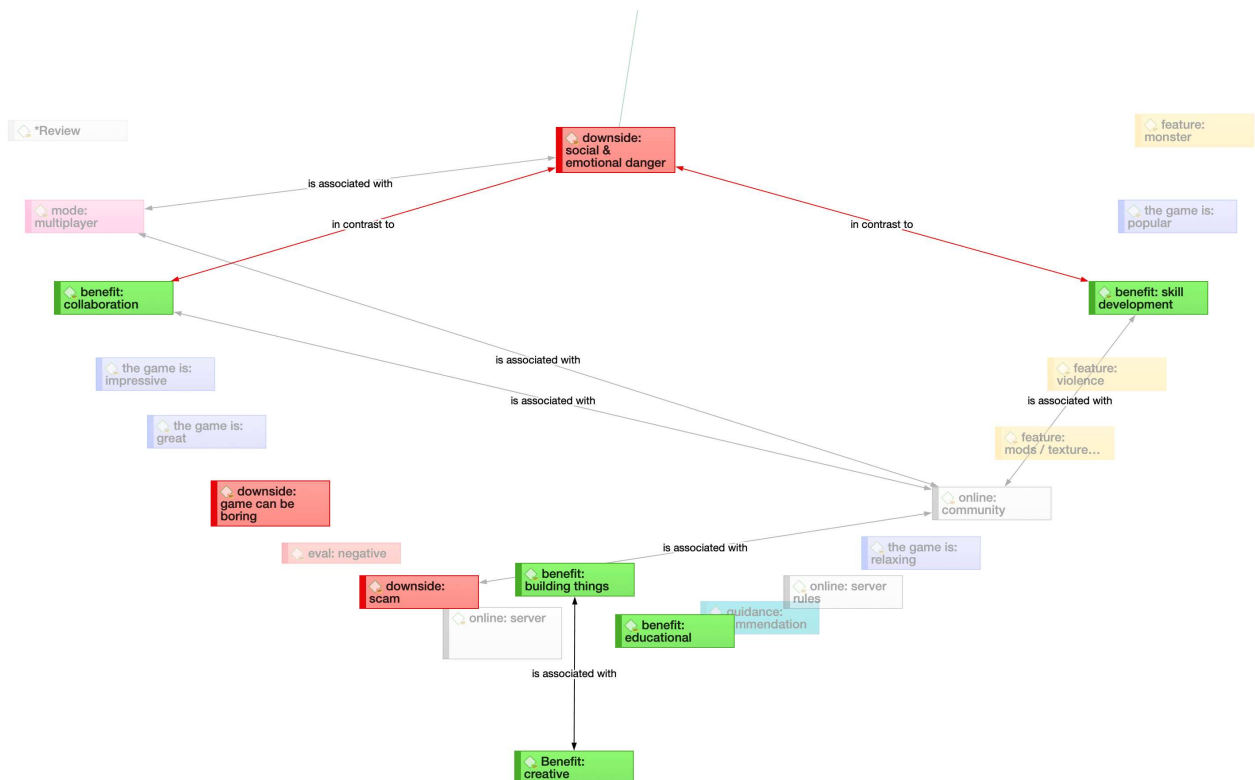 downside:
social &
emotional danger
*Review
feature:
monster
is associated with
mode:
multiplayer
the game is:
popular
in contrast to
in contrast to
benefit:
collaboration
benefit: skill
development
the game is:
impressive
is associated with
feature:
violence
is associated with
is associated with
the game is:
great
feature:
mods / texture...
downside:
game can be
boring
online:
community
eval: negative
is associated with
the game is:
relaxing
benefit:
building things
downside:
scam
online: server
rules
online: server
guidance:
mmendation
benefit:
educational
is associated with
Benefit:
creative